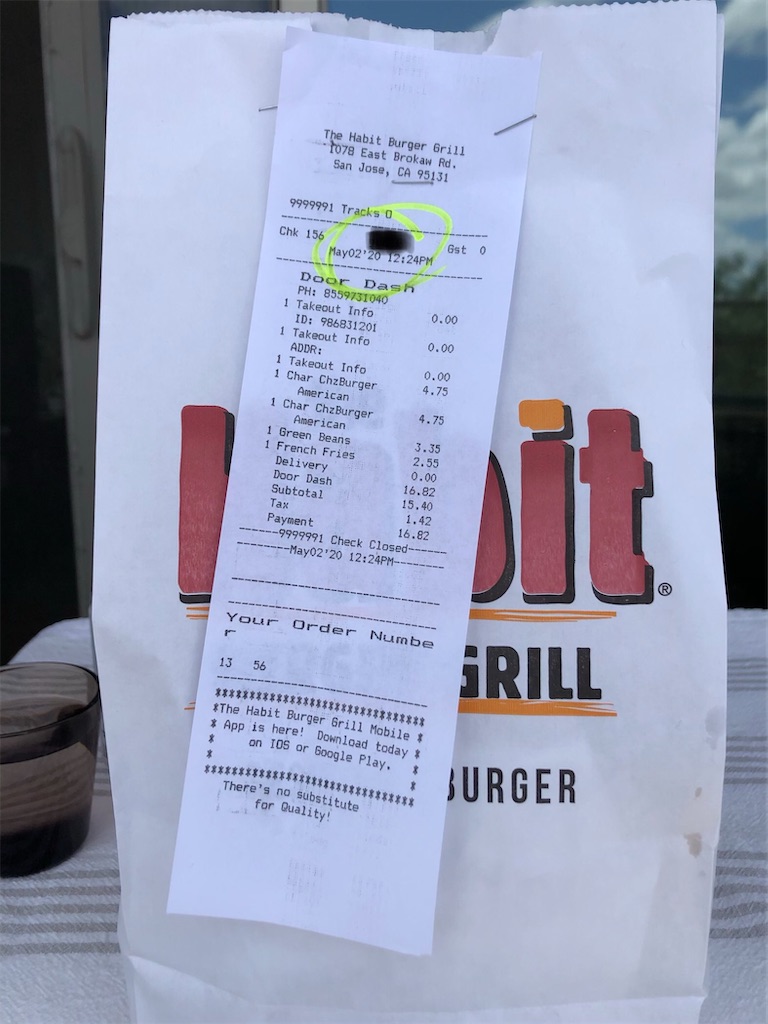 The Habit Burger Grill
1078 East Brokaw Rd.
San Jose, CA 95131
9999991 Tracks 0
Chk 156 Gst 0
May02'20 12:24PM
Door Dash
PH: 8559731040
1 Takeout Info 0.00
ID: 986831201
1 Takeout Info 0.00
ADDR:
1 Takeout Info 0.00
1 Char ChzBurger 4.75
American
1 Char ChzBurger 4.75
American
1 Green Beans 3.35
1 French Fries 2.55
Delivery 0.00
Door Dash 16.82
Subtotal 15.40
Tax 1.42
Payment 16.82
------9999991 Check Closed------
-------May02'20 12:24PM---------
Your Order Numbe
r
13 56
*********************************
*The Habit Burger Grill Mobile *
* App is here! Download today *
* on IOS or Google Play. *
*********************************
There's no substitute
for Quality!
it®
GRILL
BURGER